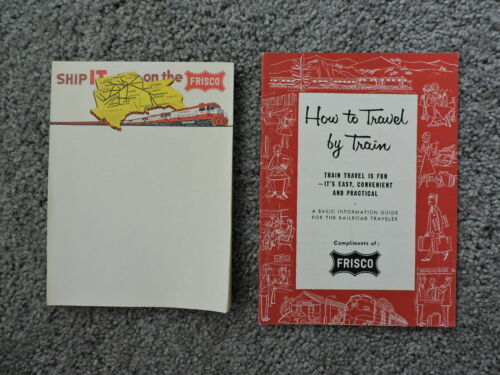 SHIP IT on the FRISCO
How to Travel
by Train
TRAIN TRAVEL IS FUN
—IT'S EASY, CONVENIENT
AND PRACTICAL
A BASIC INFORMATION GUIDE
FOR THE RAILROAD TRAVELER
Compliments of:
FRISCO